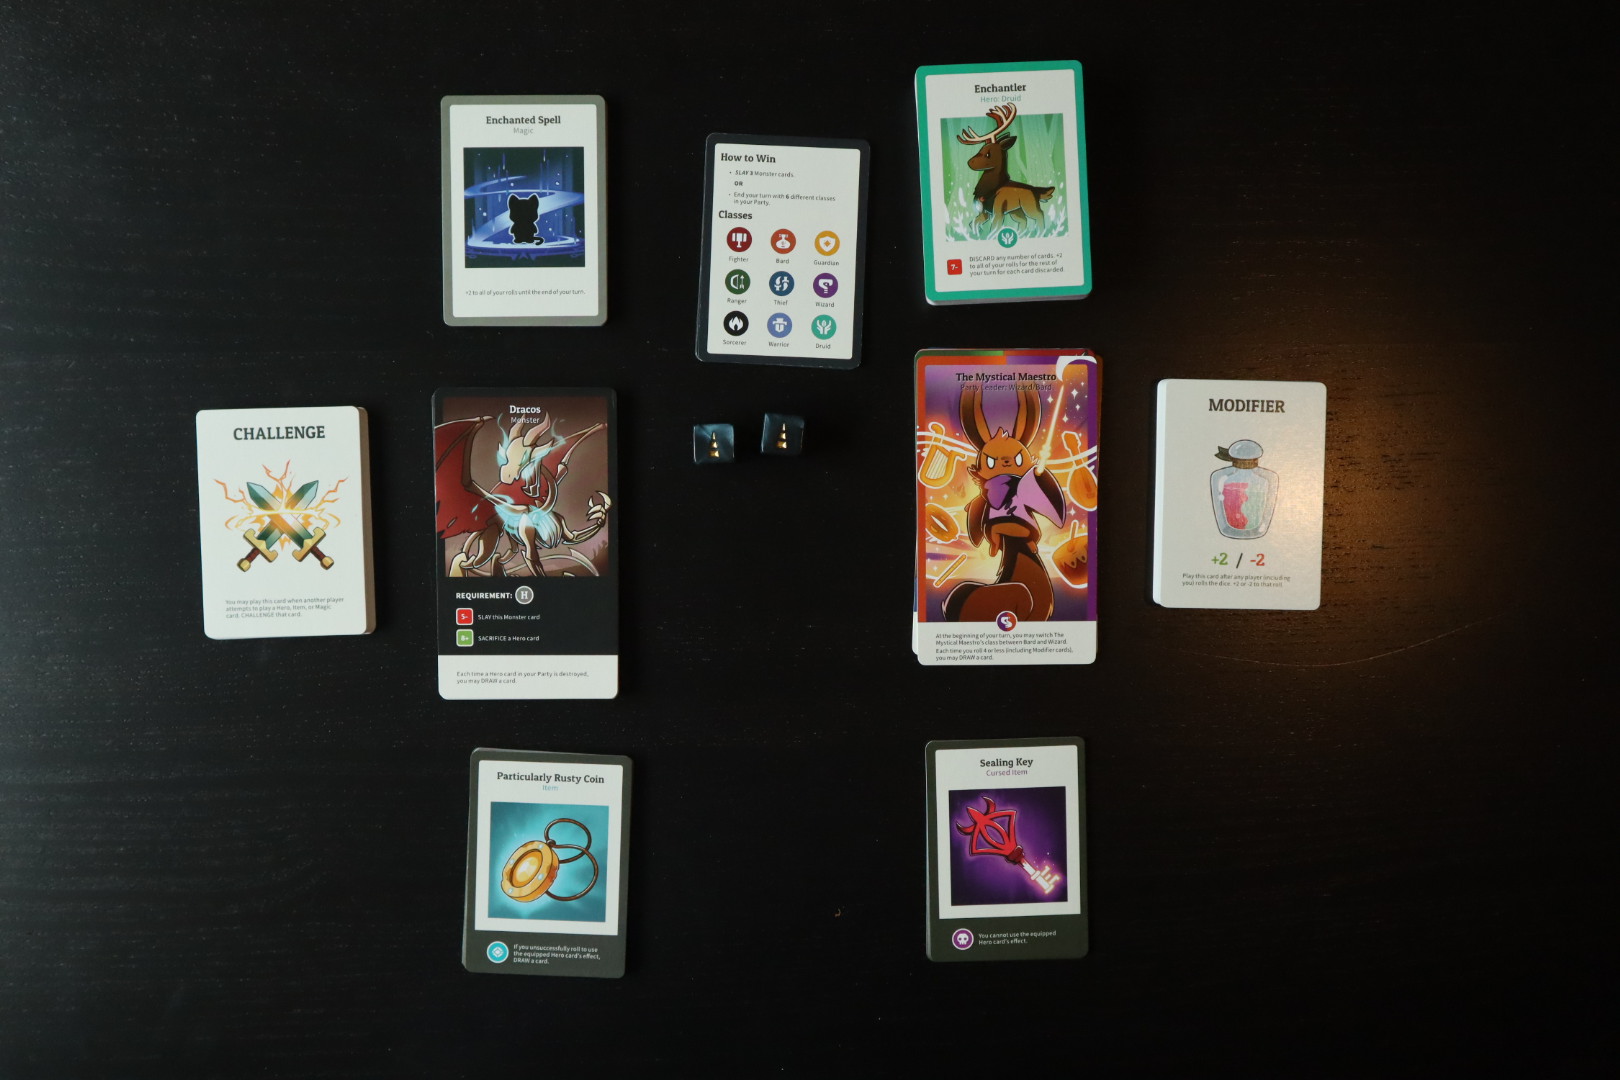 Enchanted Spell
Magic
+2 to all of your rolls until the end of your turn.
How to Win
• SLAY 3 Monster cards.
OR
• End your turn with 6 different classes
in your Party.
Classes
Fighter
Bard
Guardian
Ranger
Thief
Wizard
Sorcerer
Warrior
Druid
Enchantler
Hero: Druid
7-
DISCARD any number of cards. +2
to all of your rolls for the rest of
your turn for each card discarded.
CHALLENGE
You may play this card when another player
attempts to play a Hero, Item, or Magic
card. CHALLENGE that card.
Dracos
Monster
REQUIREMENT: H
5- SLAY this Monster card
8+ SACRIFICE a Hero card
Each time a Hero card in your Party is destroyed,
you may DRAW a card.
The Mystical Maestro
Party Leader: Wizard/Bard
At the beginning of your turn, you may switch The
Mystical Maestro's class between Bard and Wizard.
Each time you roll 4 or less (including Modifier cards),
you may DRAW a card.
MODIFIER
+2 / -2
Play this card after any player (including
you) rolls the dice. +2 or -2 to that roll.
Particularly Rusty Coin
Item
If you unsuccessfully roll to use
the equipped Hero card's effect,
DRAW a card.
Sealing Key
Cursed Item
You cannot use the equipped
Hero card's effect.